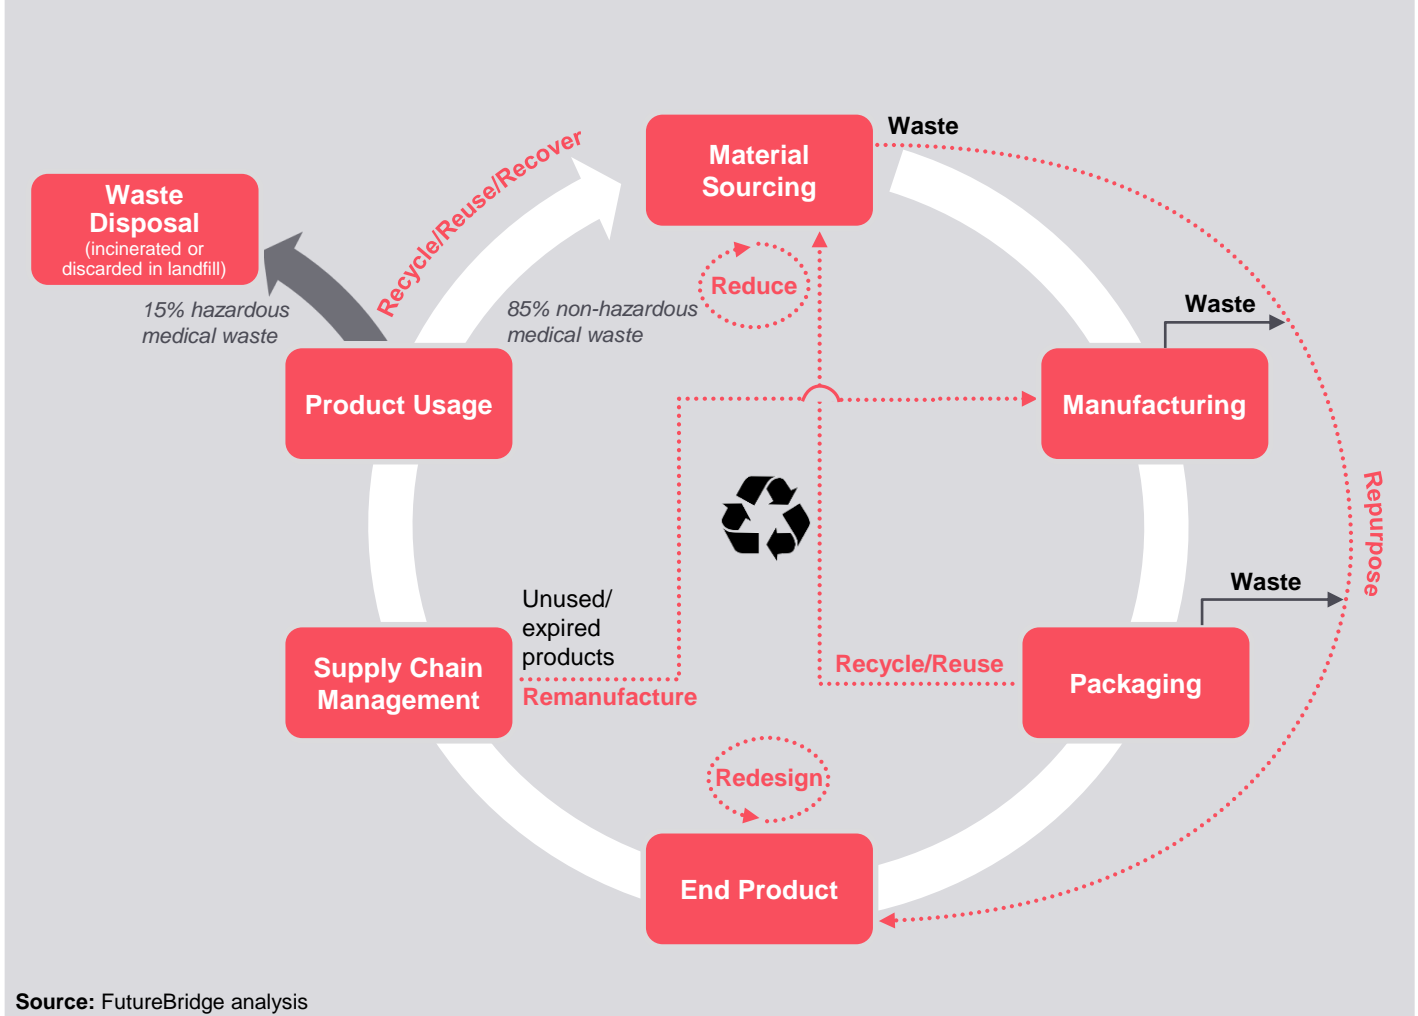 Waste
Material
Sourcing
Recycle/Reuse/Recover
Waste
Disposal
(incinerated or
discarded in landfill)
15% hazardous
medical waste
85% non-hazardous
medical waste
Reduce
Waste
Product Usage
Manufacturing
Repurpose
Waste
Unused/
expired
products
Supply Chain
Management
Remanufacture
Recycle/Reuse
Packaging
Redesign
End Product
Source: FutureBridge analysis